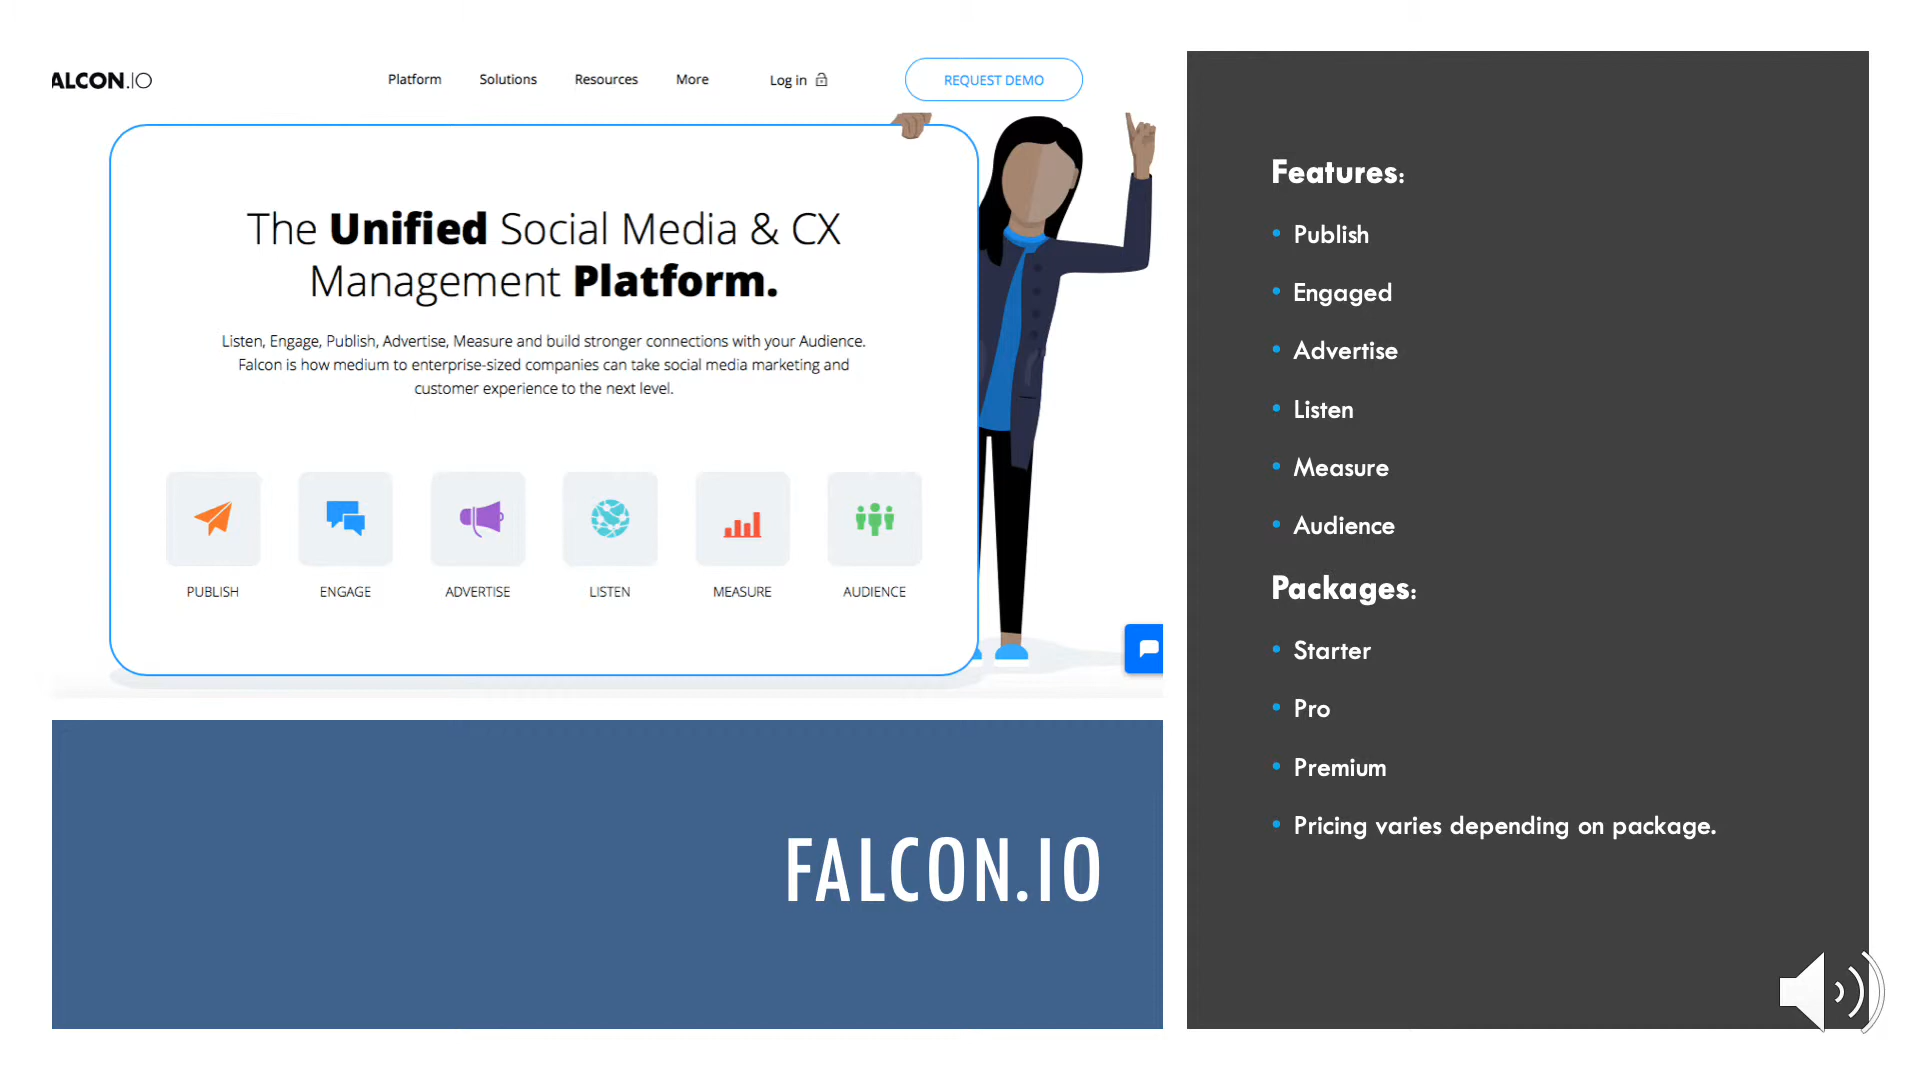 ALCON.IO
Platform Solutions Resources More Log in REQUEST DEMO
The Unified Social Media & CX
Management Platform.
Listen, Engage, Publish, Advertise, Measure and build stronger connections with your Audience.
Falcon is how medium to enterprise-sized companies can take social media marketing and
customer experience to the next level.
PUBLISH ENGAGE ADVERTISE LISTEN MEASURE AUDIENCE
FALCON.IO
Features:
• Publish
• Engaged
• Advertise
• Listen
• Measure
• Audience
Packages:
• Starter
• Pro
• Premium
• Pricing varies depending on package.